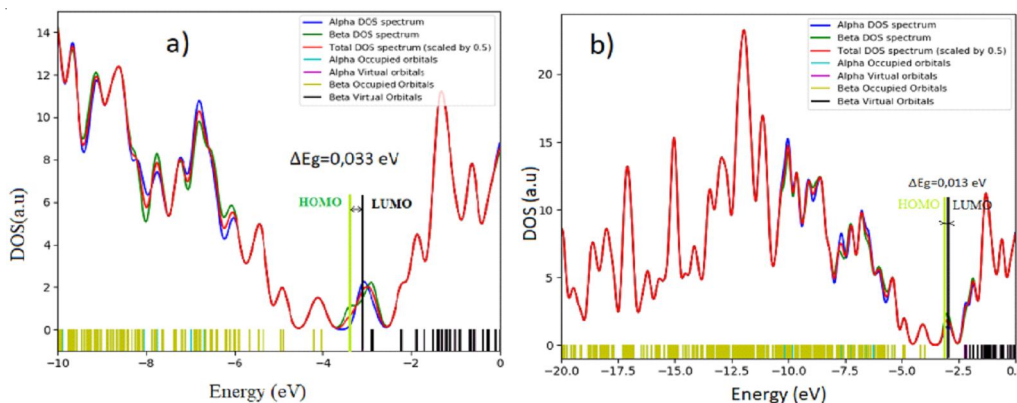 a)
Alpha DOS spectrum
Beta DOS spectrum
Total DOS spectrum (scaled by 0.5)
Alpha Occupied orbitals
Alpha Virtual orbitals
Beta Occupied Orbitals
Beta Virtual Orbitals
ΔEg=0,033 eV
HOMO LUMO
DOS(a.u)
14
12
10
8
6
4
2
0
-10 -8 -6 -4 -2 0
Energy (eV)
b)
Alpha DOS spectrum
Beta DOS spectrum
Total DOS spectrum (scaled by 0.5)
Alpha Occupied orbitals
Alpha Virtual orbitals
Beta Occupied Orbitals
Beta Virtual Orbitals
ΔEg=0,013 eV
HOMO LUMO
DOS (a.u)
20
15
10
5
0
-20.0 -17.5 -15.0 -12.5 -10.0 -7.5 -5.0 -2.5 0.
Energy (eV)